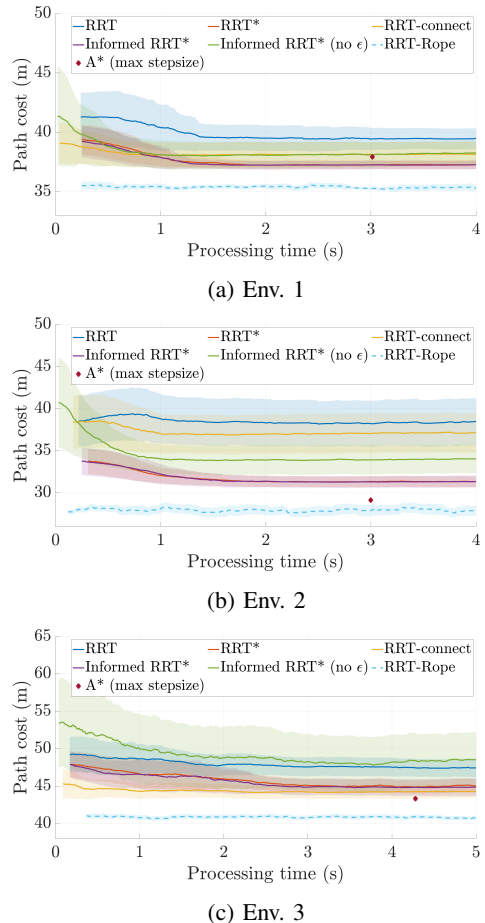 50
RRT RRT* RRT-connect
Informed RRT* Informed RRT* (no ϵ) RRT-Rope
A* (max stepsize)
45
40
35
Path cost (m)
0 1 2 3 4
Processing time (s)
(a) Env. 1
50
RRT RRT* RRT-connect
Informed RRT* Informed RRT* (no ϵ) RRT-Rope
A* (max stepsize)
45
40
35
30
Path cost (m)
0 1 2 3 4
Processing time (s)
(b) Env. 2
65
RRT RRT* RRT-connect
Informed RRT* Informed RRT* (no ϵ) RRT-Rope
A* (max stepsize)
60
55
50
45
40
Path cost (m)
0 1 2 3 4 5
Processing time (s)
(c) Env. 3